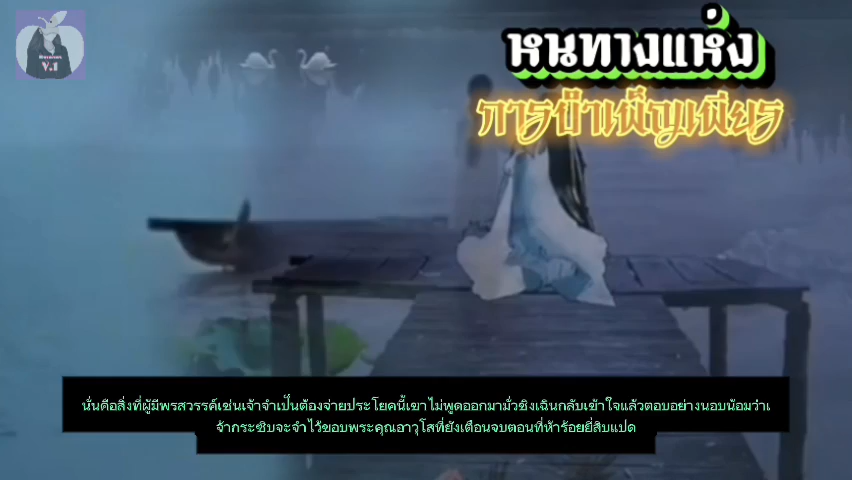 V.1
หนทางแห่ง
การบำเพ็ญเพียร
นั่นคือสิ่งที่ผู้มีพรสวรรค์เช่นเจ้าจำเป็นต้องจ่ายประโยคนี้เขาไม่พูดออกมามั่วชิงเฉินกลับเข้าใจแล้วตอบอย่างนอบน้อมว่าเ
จ้ากระซิบจะจำไว้ขอบพระคุณอาวุโสที่ยังเตือนจบตอนที่ห้าร้อยยี่สิบแปด